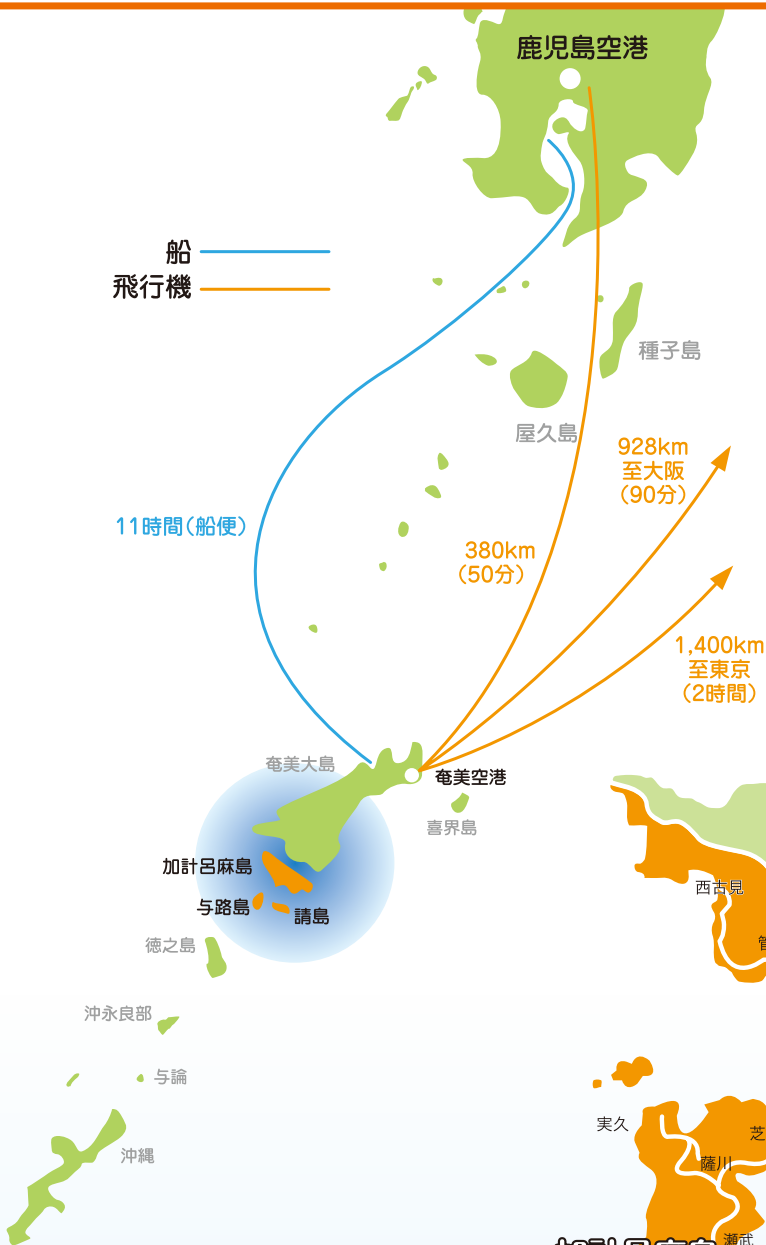 鹿児島空港
船
飛行機
種子島
屋久島
928km
至大阪
（90分）
11時間（船便）
380km
（50分）
1,400km
至東京
（2時間）
奄美大島
奄美空港
喜界島
加計呂麻島
与路島
請島
西古見
徳之島
沖永良部
与論
実久
芝
沖縄
薩川
瀬武